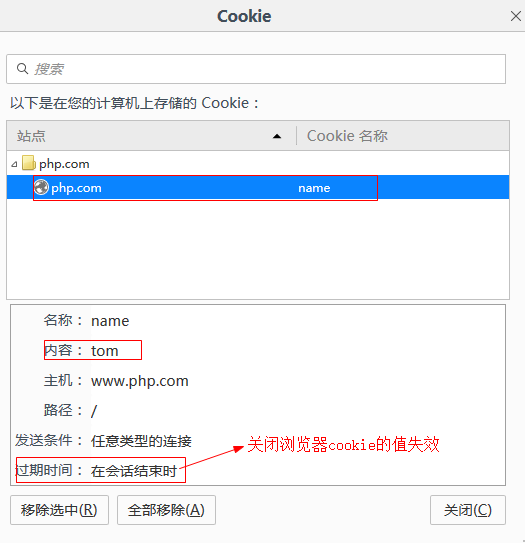 Cookie
搜索
以下是在您的计算机上存储的 Cookie：
站点 Cookie 名称
php.com
php.com name
名称： name
内容： tom
主机： www.php.com
路径： /
发送条件： 任意类型的连接
关闭浏览器cookie的值失效
过期时间： 在会话结束时
移除选中(R) 全部移除(A) 关闭(C)